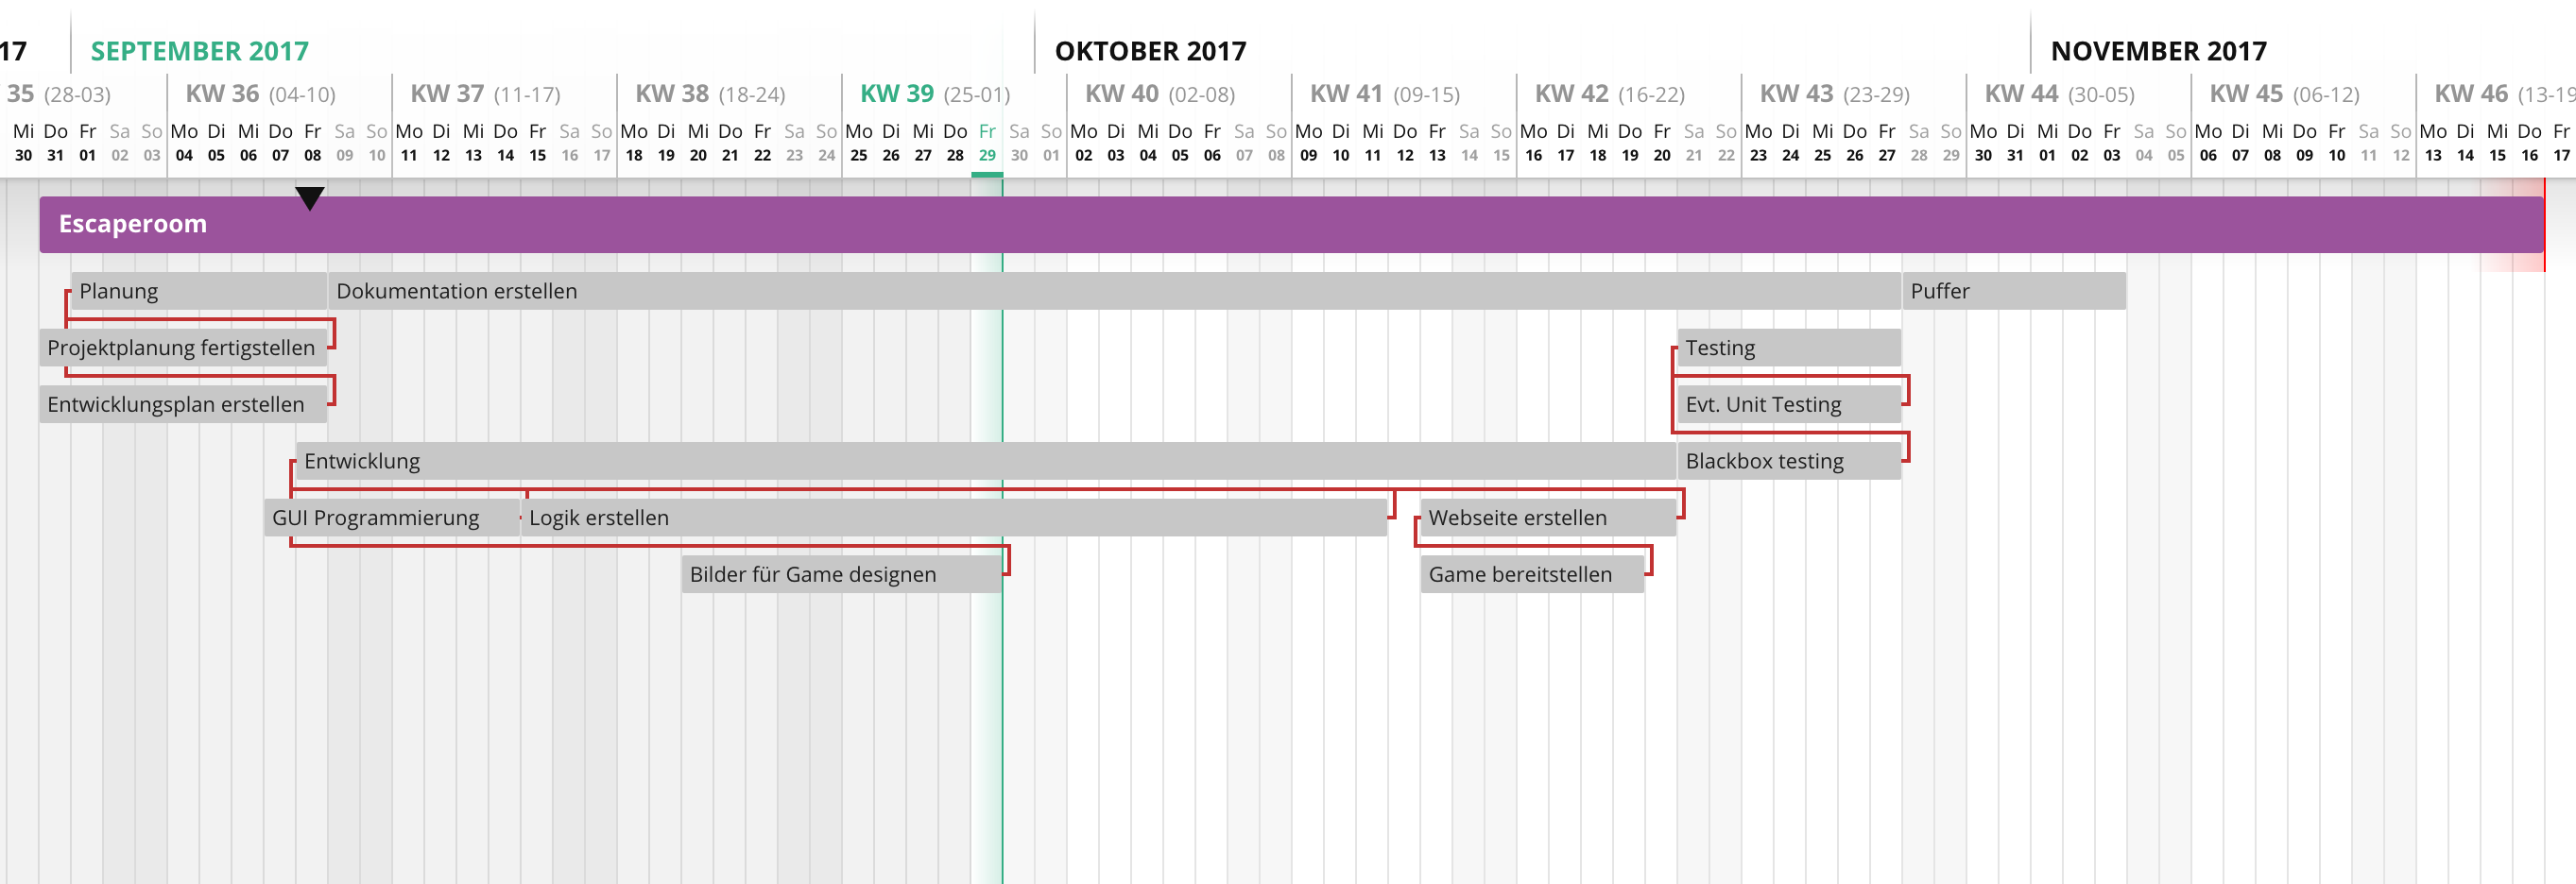 17 SEPTEMBER 2017 OKTOBER 2017 NOVEMBER 2017
35 (28-03) KW 36 (04-10) KW 37 (11-17) KW 38 (18-24) KW 39 (25-01) KW 40 (02-08) KW 41 (09-15) KW 42 (16-22) KW 43 (23-29) KW 44 (30-05) KW 45 (06-12) KW 46 (13-19
Mi Do Fr Sa So Mo Di Mi Do Fr Sa So Mo Di Mi Do Fr Sa So Mo Di Mi Do Fr Sa So Mo Di Mi Do Fr Sa So Mo Di Mi Do Fr Sa So Mo Di Mi Do Fr Sa So Mo Di Mi Do Fr Sa So Mo Di Mi Do Fr Sa So Mo Di Mi Do Fr Sa So Mo Di Mi Do Fr Sa So Mo Di Mi Do Fr
30 31 01 02 03 04 05 06 07 08 09 10 11 12 13 14 15 16 17 18 19 20 21 22 23 24 25 26 27 28 29 30 01 02 03 04 05 06 07 08 09 10 11 12 13 14 15 16 17 18 19 20 21 22 23 24 25 26 27 28 29 30 31 01 02 03 04 05 06 07 08 09 10 11 12 13 14 15 16 17
Escaperoom
Planung Dokumentation erstellen Puffer
Projektplanung fertigstellen Testing
Entwicklungsplan erstellen Evt. Unit Testing
Entwicklung Blackbox testing
GUI Programmierung Logik erstellen Webseite erstellen
Bilder für Game designen Game bereitstellen